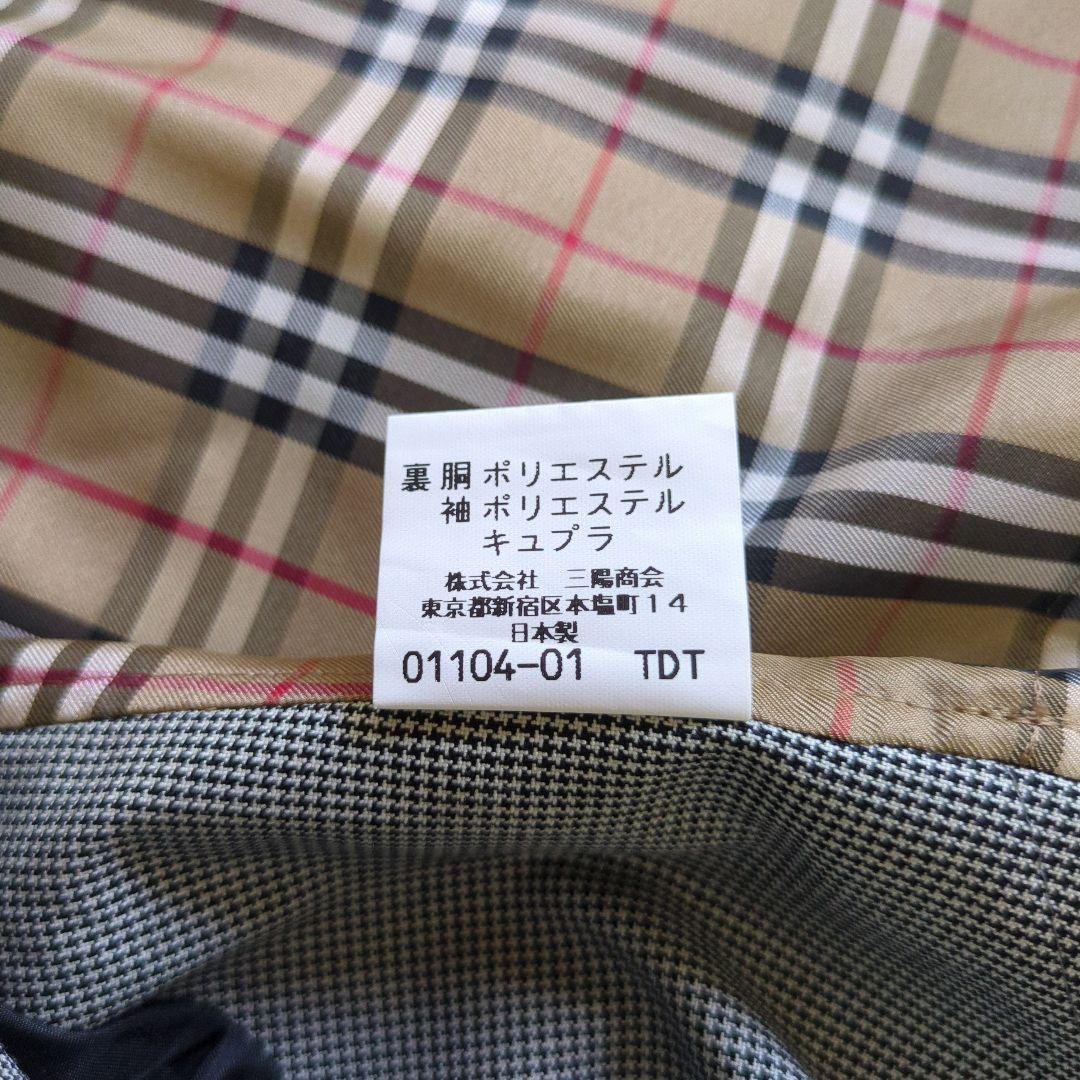 裏 胴 ポリエステル
袖 ポリエステル
キュプラ
株式会社 三陽商会
東京都新宿区本塩町14
日本製
01104-01 TDT